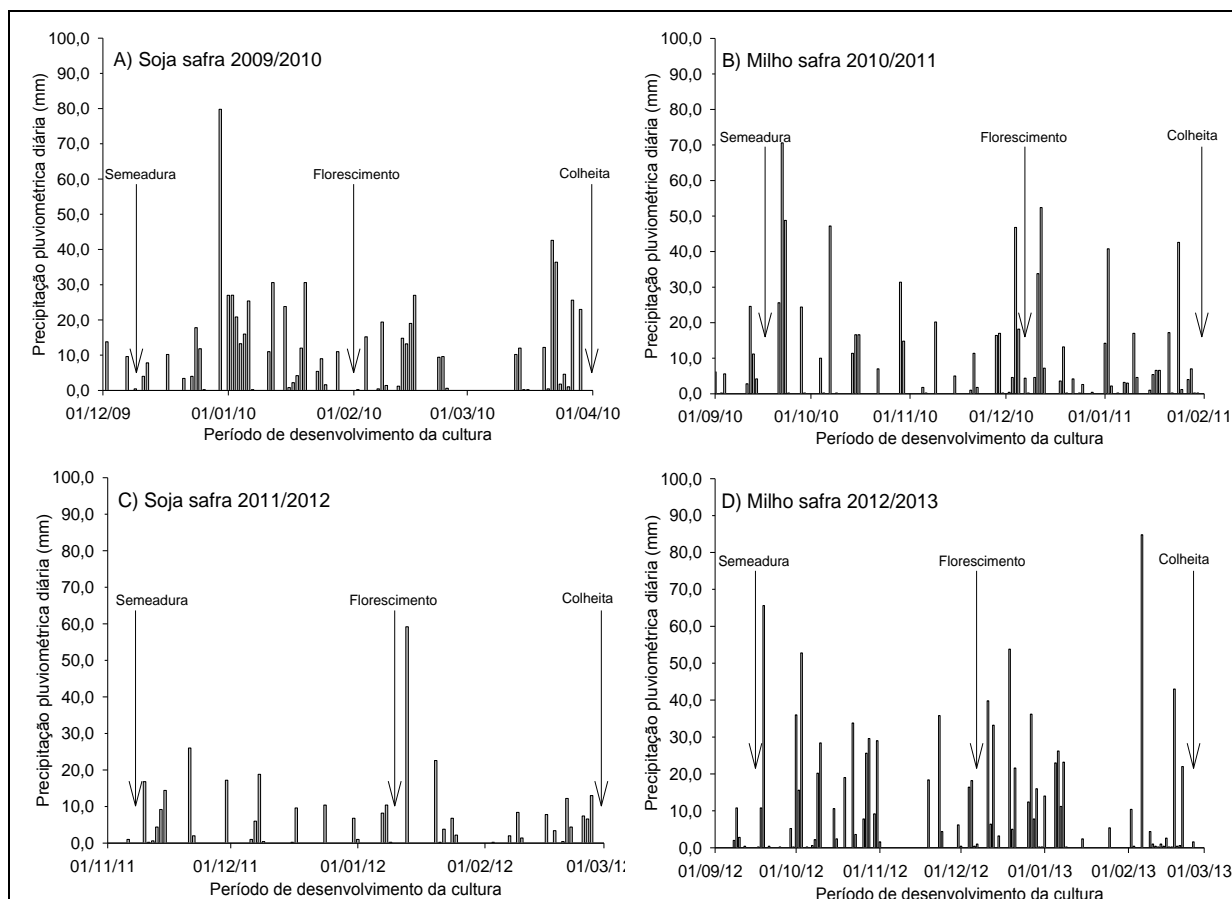 A) Soja safra 2009/2010
Precipitação pluviométrica diária (mm)
100,0
90,0
80,0
70,0
60,0
50,0
40,0
30,0
20,0
10,0
0,0
Semeadura
Florescimento
Colheita
01/12/09 01/01/10 01/02/10 01/03/10 01/04/10
Período de desenvolvimento da cultura
B) Milho safra 2010/2011
Precipitação pluviométrica diária (mm)
100,0
90,0
80,0
70,0
60,0
50,0
40,0
30,0
20,0
10,0
0,0
Semeadura
Florescimento
Colheita
01/09/10 01/10/10 01/11/10 01/12/10 01/01/11 01/02/11
Período de desenvolvimento da cultura
C) Soja safra 2011/2012
Precipitação pluviométrica diária (mm)
100,0
90,0
80,0
70,0
60,0
50,0
40,0
30,0
20,0
10,0
0,0
Semeadura
Florescimento
Colheita
01/11/11 01/12/11 01/01/12 01/02/12 01/03/12
Período de desenvolvimento da cultura
D) Milho safra 2012/2013
Precipitação pluviométrica diária (mm)
100,0
90,0
80,0
70,0
60,0
50,0
40,0
30,0
20,0
10,0
0,0
Semeadura
Florescimento
Colheita
01/09/12 01/10/12 01/11/12 01/12/12 01/01/13 01/02/13 01/03/13
Período de desenvolvimento da cultura